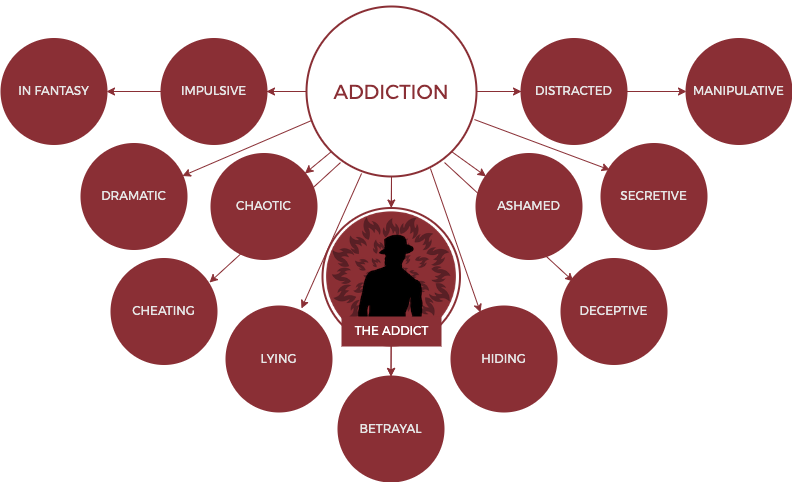 ADDICTION
IN FANTASY
IMPULSIVE
DISTRACTED
MANIPULATIVE
DRAMATIC
CHAOTIC
ASHAMED
SECRETIVE
CHEATING
DECEPTIVE
THE ADDICT
LYING
HIDING
BETRAYAL